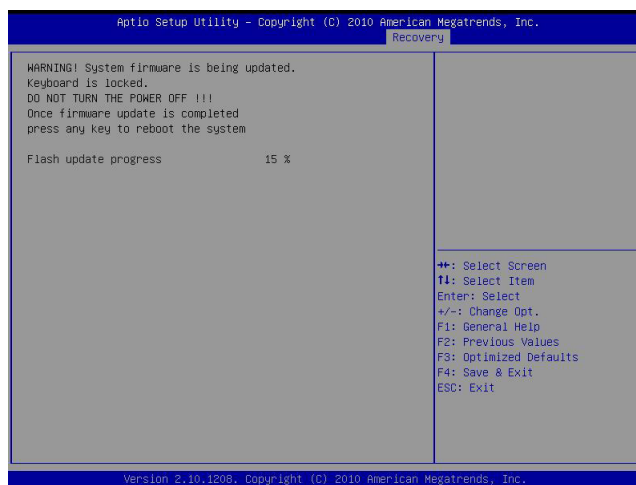 Aptio Setup Utility – Copyright (C) 2010 American Megatrends, Inc.
Recovery
WARNING! System firmware is being updated.
Keyboard is locked.
DO NOT TURN THE POWER OFF !!!
Once firmware update is completed
press any key to reboot the system
Flash update progress 15 %
→←: Select Screen
↑↓: Select Item
Enter: Select
+/-: Change Opt.
F1: General Help
F2: Previous Values
F3: Optimized Defaults
F4: Save & Exit
ESC: Exit
Version 2.10.1208. Copyright (C) 2010 American Megatrends, Inc.